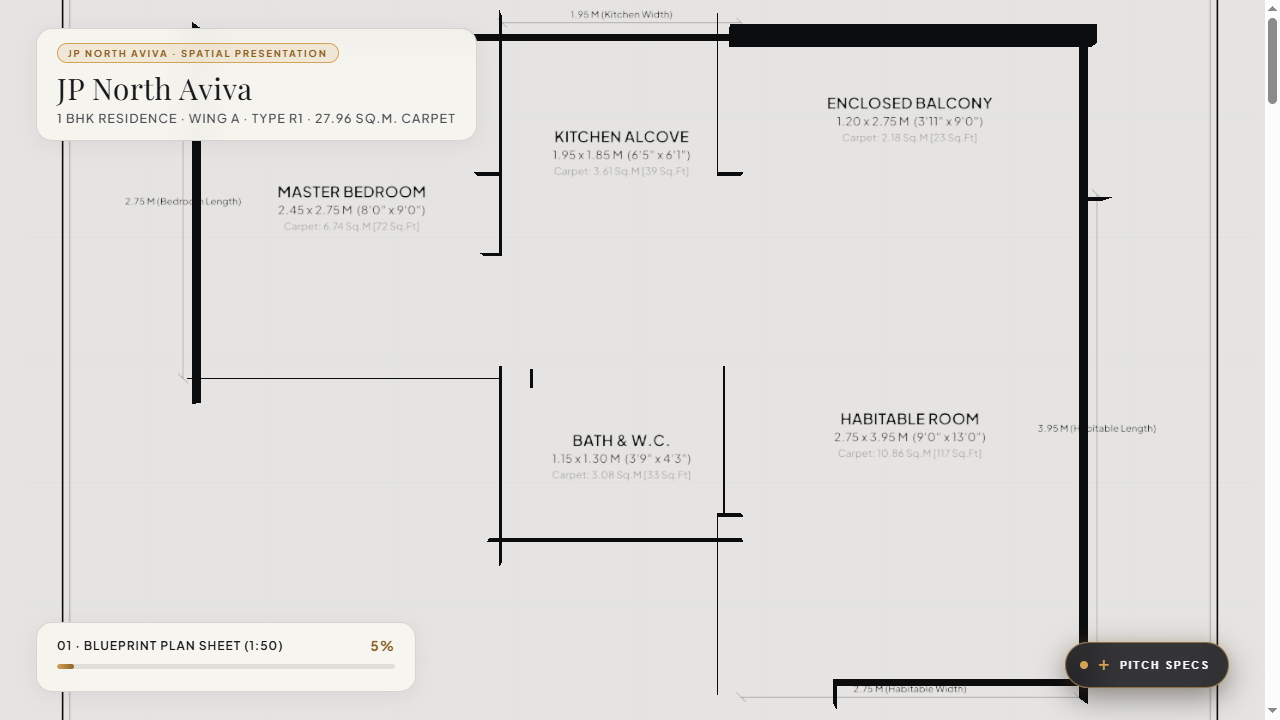 1.95 M (Kitchen Width)
JP NORTH AVIVA · SPATIAL PRESENTATION
JP North Aviva
1 BHK RESIDENCE · WING A · TYPE R1 · 27.96 SQ.M. CARPET
ENCLOSED BALCONY
1.20 x 2.75 M (3'11" x 9'0")
Carpet: 2.18 Sq.M [23 Sq.Ft]
KITCHEN ALCOVE
1.95 x 1.85 M (6'5" x 6'1")
Carpet: 3.61 Sq.M [39 Sq.Ft]
MASTER BEDROOM
2.45 x 2.75 M (8'0" x 9'0")
Carpet: 6.74 Sq.M [72 Sq.Ft]
2.75 M (Bedroom Length)
HABITABLE ROOM
2.75 x 3.95 M (9'0" x 13'0")
Carpet: 10.86 Sq.M [117 Sq.Ft]
3.95 M (Habitable Length)
BATH & W.C.
1.15 x 1.30 M (3'9" x 4'3")
Carpet: 3.08 Sq.M [33 Sq.Ft]
01 · BLUEPRINT PLAN SHEET (1:50) 5%
+ PITCH SPECS
2.75 M (Habitable Width)